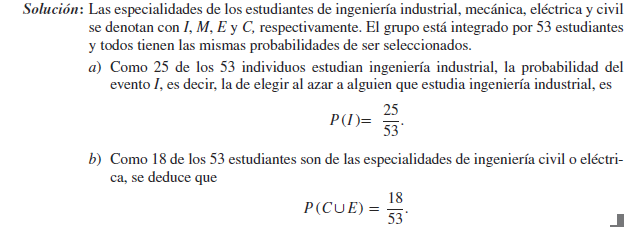 Solución: Las especialidades de los estudiantes de ingeniería industrial, mecánica, eléctrica y civil
se denotan con I, M, E y C, respectivamente. El grupo está integrado por 53 estudiantes
y todos tienen las mismas probabilidades de ser seleccionados.
a) Como 25 de los 53 individuos estudian ingeniería industrial, la probabilidad del
evento I, es decir, la de elegir al azar a alguien que estudia ingeniería industrial, es
P(I)= 25/53.
b) Como 18 de los 53 estudiantes son de las especialidades de ingeniería civil o eléctri-
ca, se deduce que
P(C∪E) = 18/53.